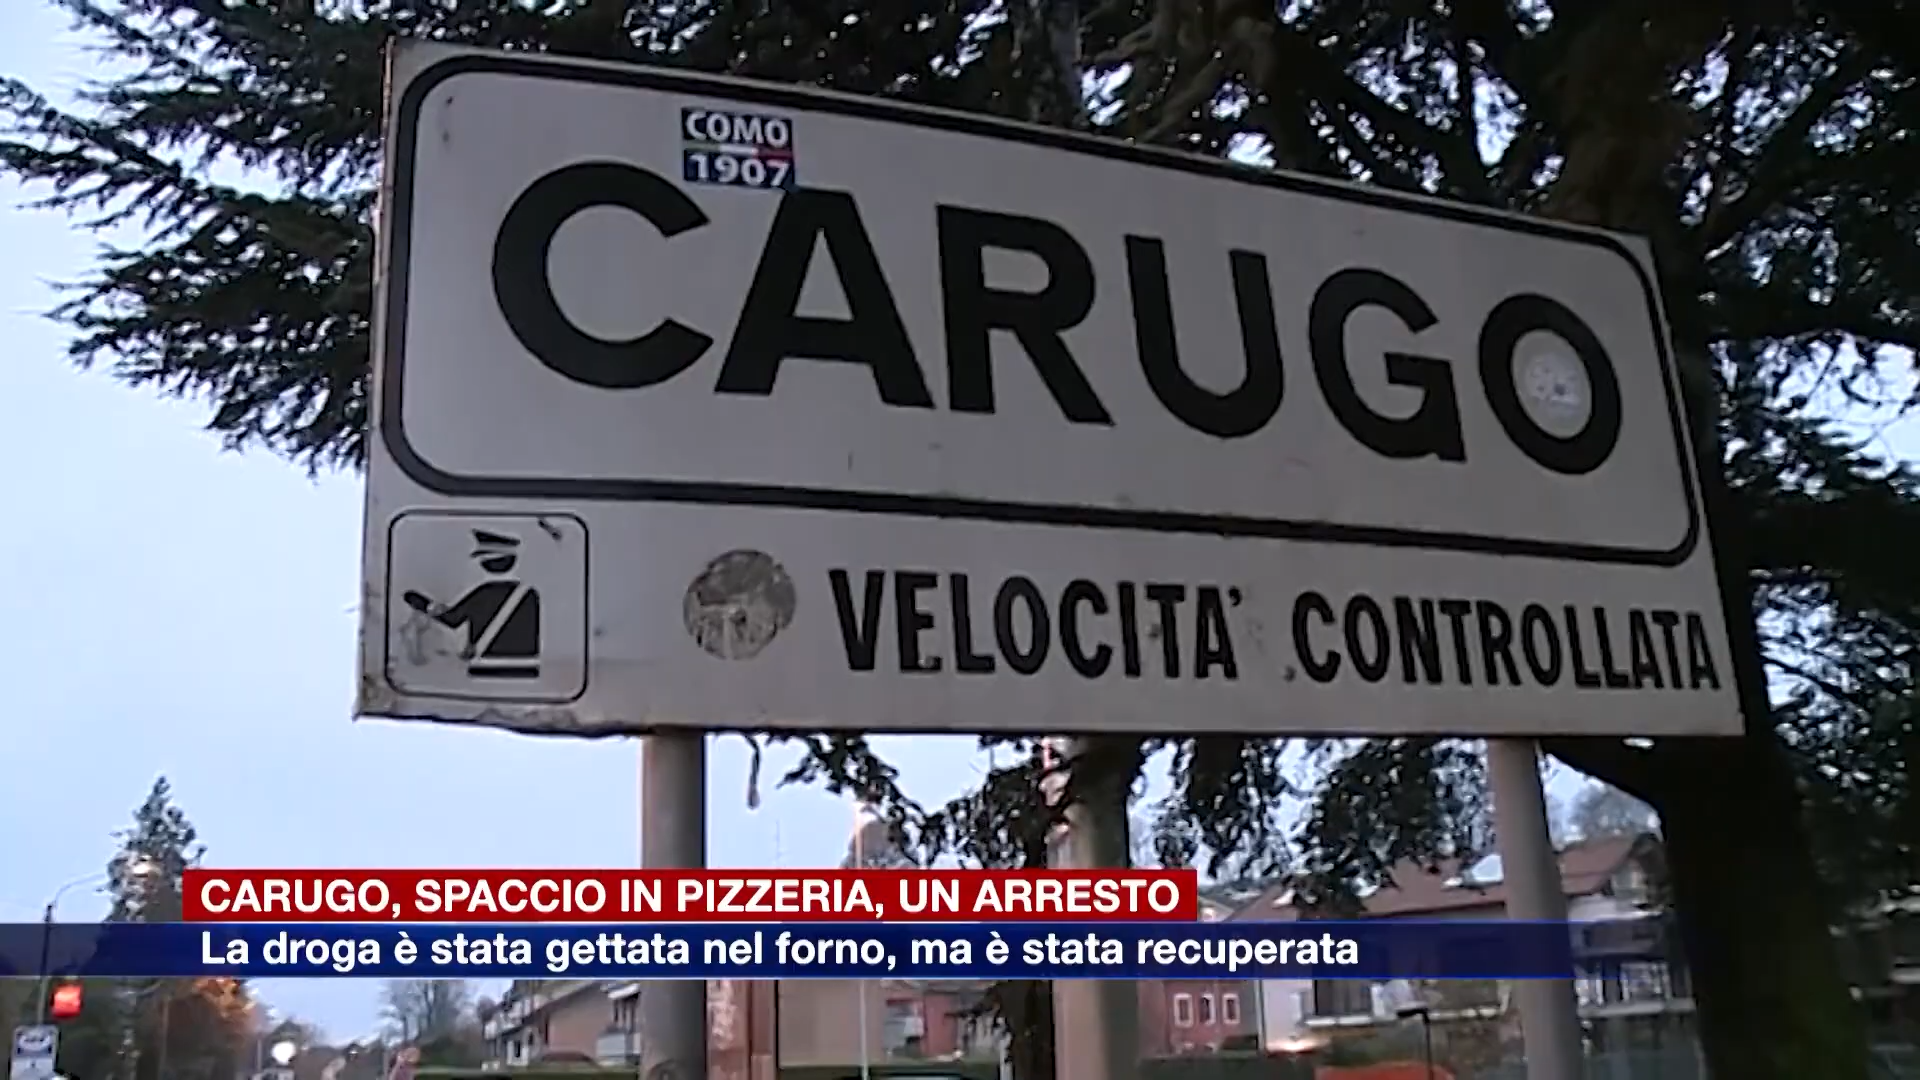 COMO
1907
CARUGO
VELOCITA' CONTROLLATA
CARUGO, SPACCIO IN PIZZERIA, UN ARRESTO
La droga è stata gettata nel forno, ma è stata recuperata